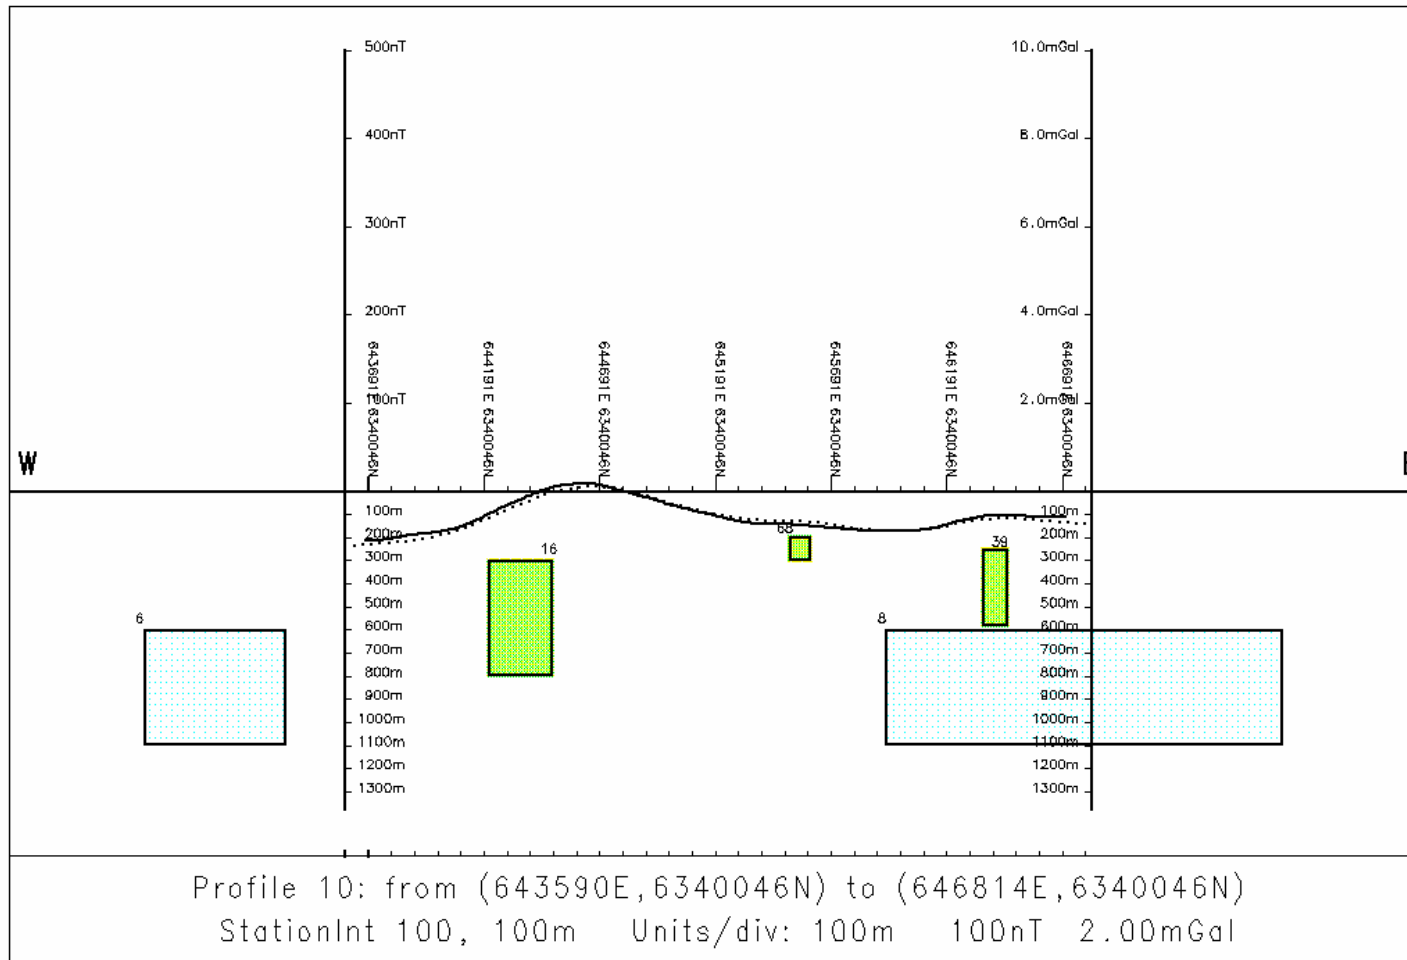 500nT
10.0mGal
400nT
8.0mGal
300nT
6.0mGal
200nT
4.0mGal
100nT
2.0mGal
643691E 6340046N
644191E 6340046N
644691E 6340046N
645191E 6340046N
645691E 6340046N
646191E 6340046N
646691E 6340046N
W
100m
200m
300m
400m
500m
600m
700m
800m
900m
1000m
1100m
1200m
1300m
6
16
68
39
8
100m
200m
300m
400m
500m
600m
700m
800m
900m
1000m
1100m
1200m
1300m
Profile 10: from (643590E,6340046N) to (646814E,6340046N)
StationInt 100, 100m Units/div: 100m 100nT 2.00mGal